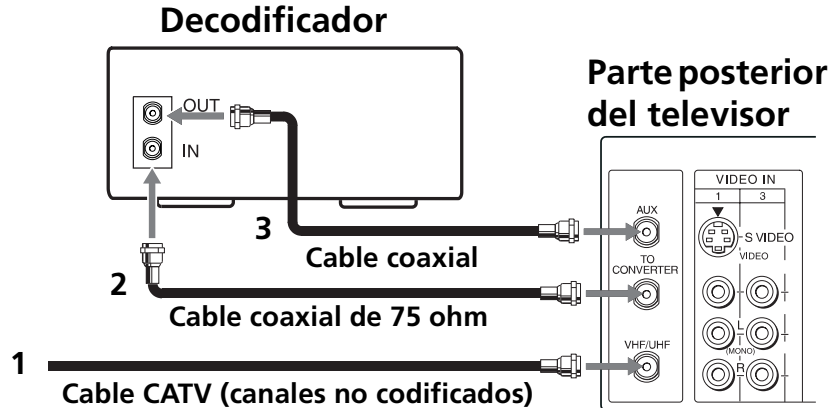 Decodificador
OUT
IN
Parte posterior
del televisor
VIDEO IN
1 3
AUX
S VIDEO
VIDEO
TO
CONVERTER
3
Cable coaxial
2
Cable coaxial de 75 ohm
L
(MONO)
R
VHF/UHF
1
Cable CATV (canales no codificados)